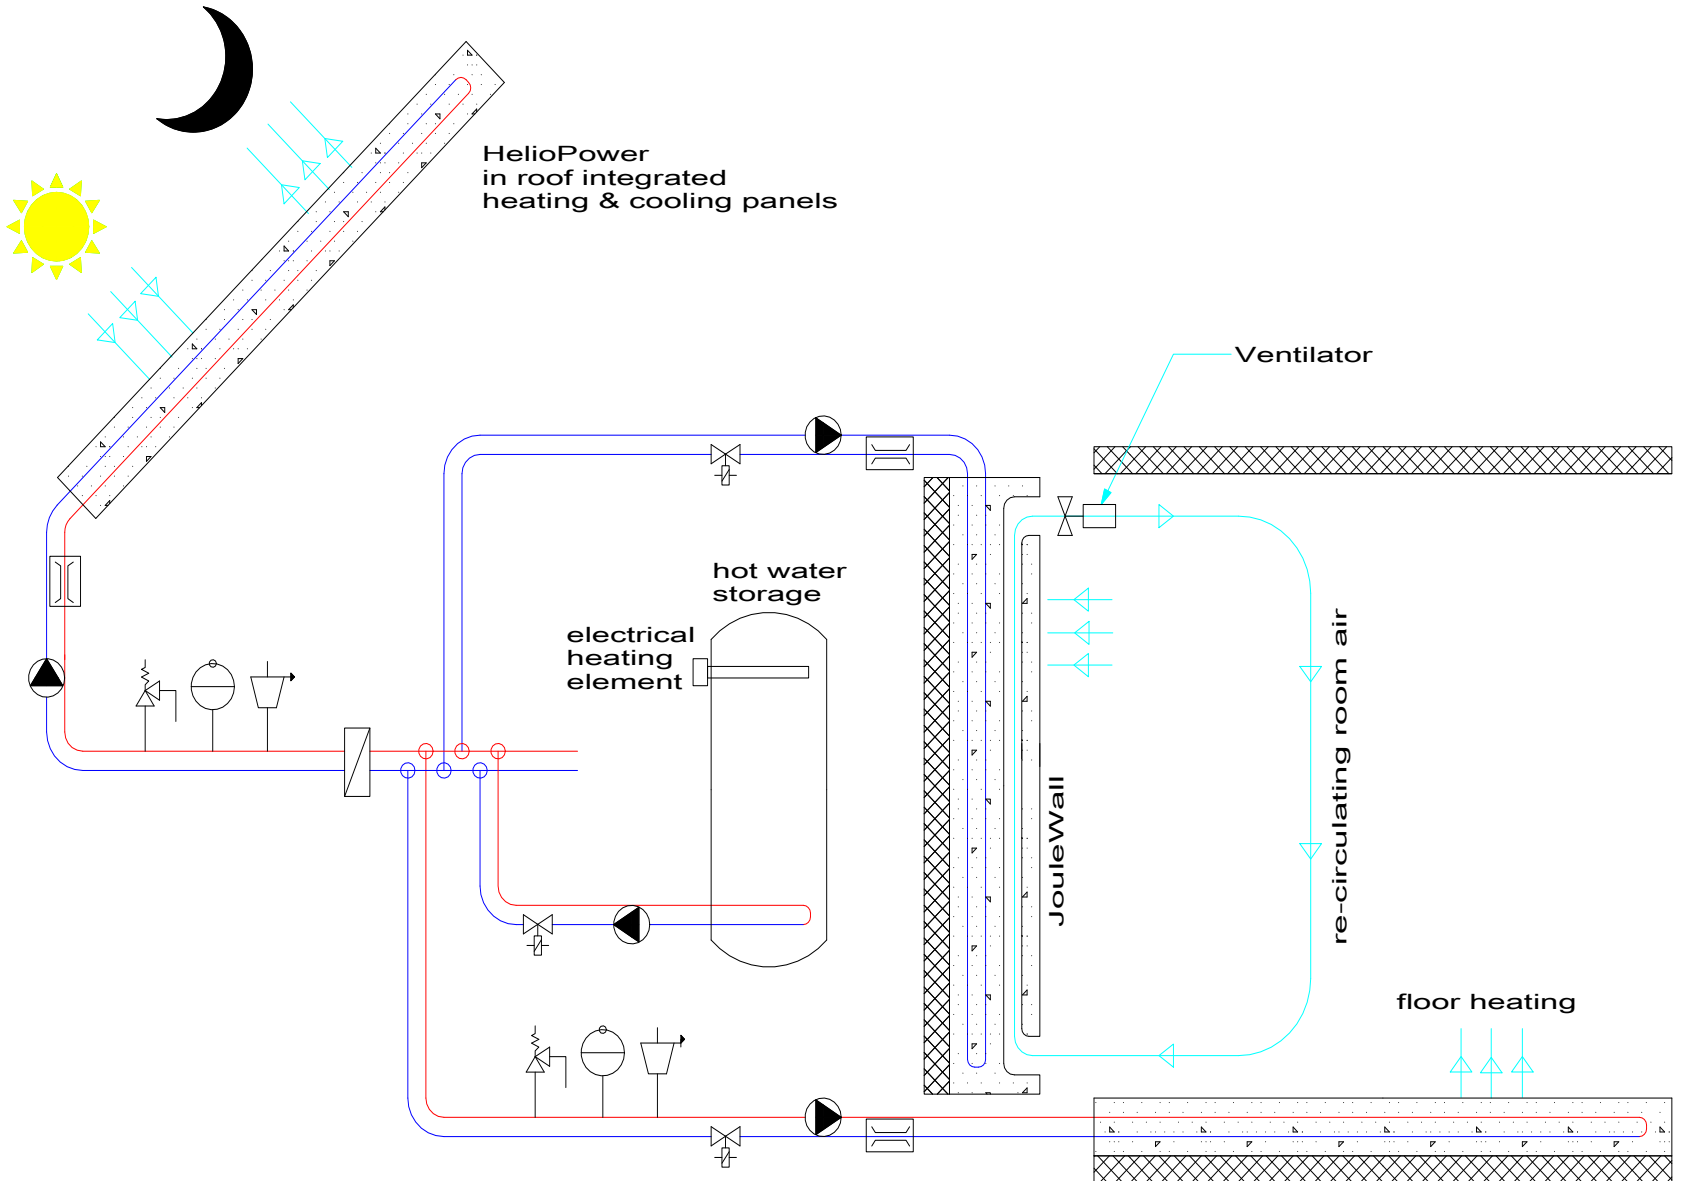 HelioPower
in roof integrated
heating & cooling panels
Ventilator
hot water
storage
electrical
heating
element
JouleWall
re-circulating room air
floor heating